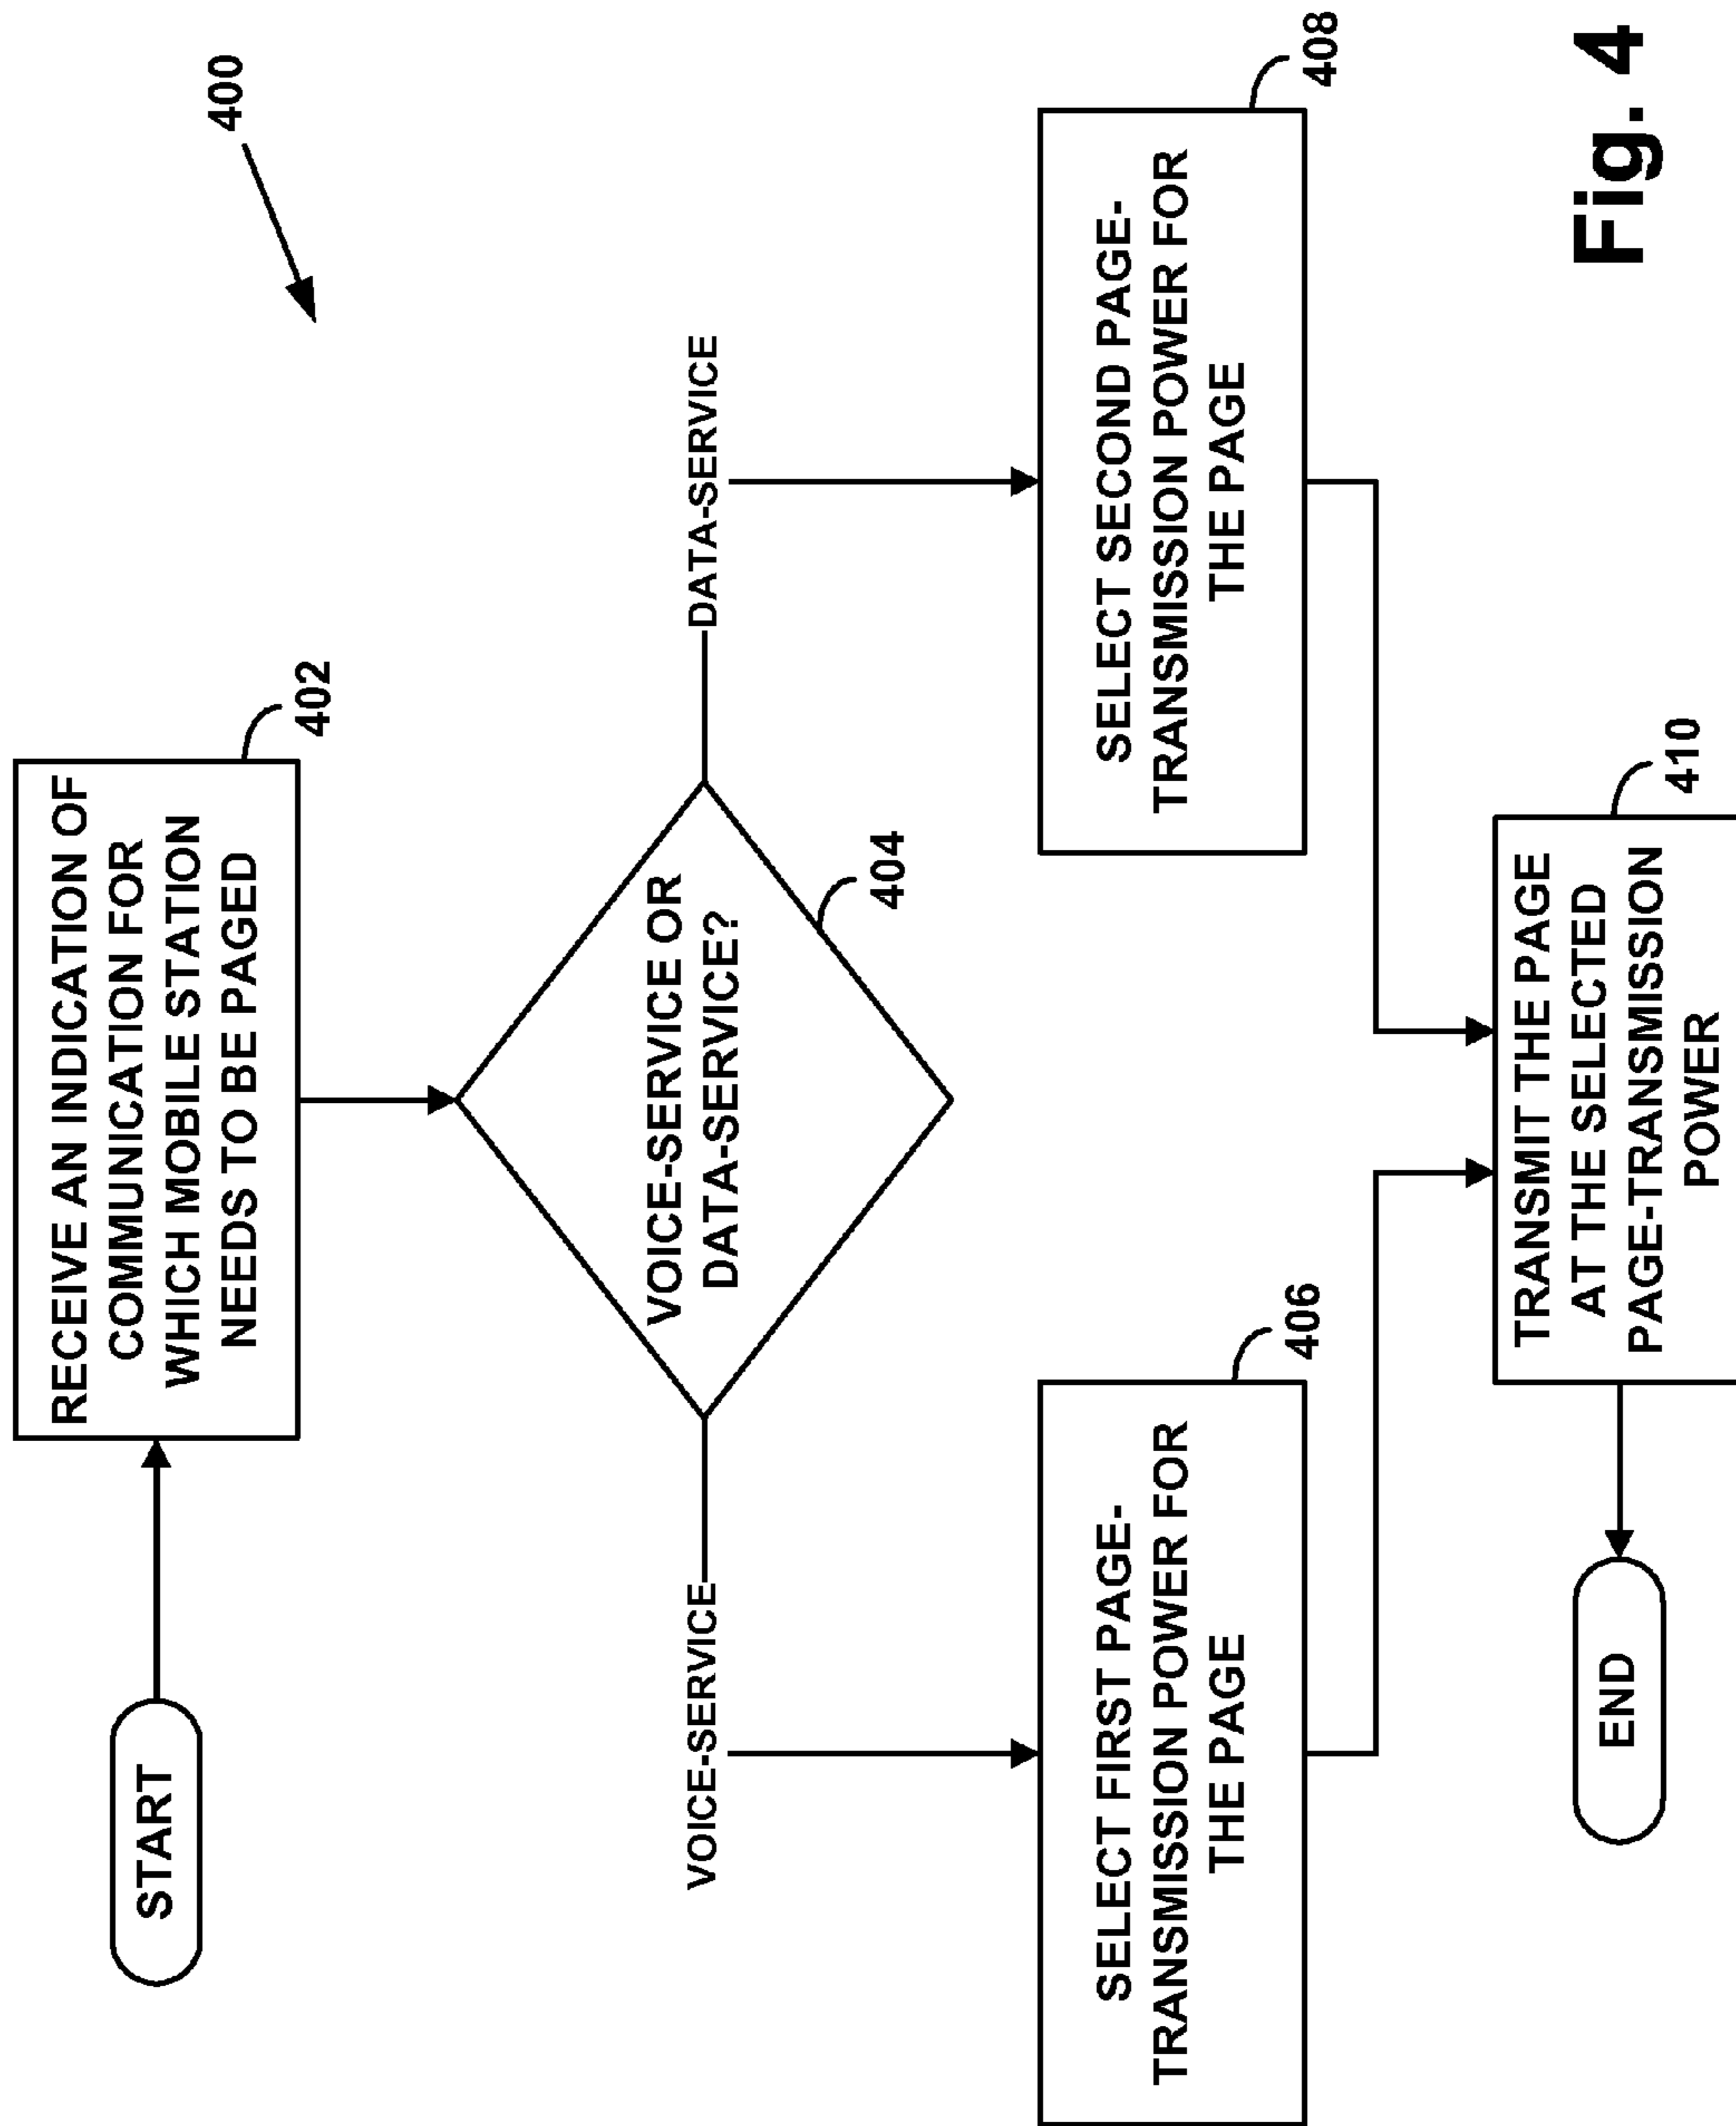 400
START
RECEIVE AN INDICATION OF
COMMUNICATION FOR
WHICH MOBILE STATION
NEEDS TO BE PAGED
402
VOICE-SERVICE OR
DATA-SERVICE?
404
VOICE-SERVICE
DATA-SERVICE
SELECT FIRST PAGE-
TRANSMISSION POWER FOR
THE PAGE
406
SELECT SECOND PAGE-
TRANSMISSION POWER FOR
THE PAGE
408
TRANSMIT THE PAGE
AT THE SELECTED
PAGE-TRANSMISSION
POWER
410
END
Fig. 4